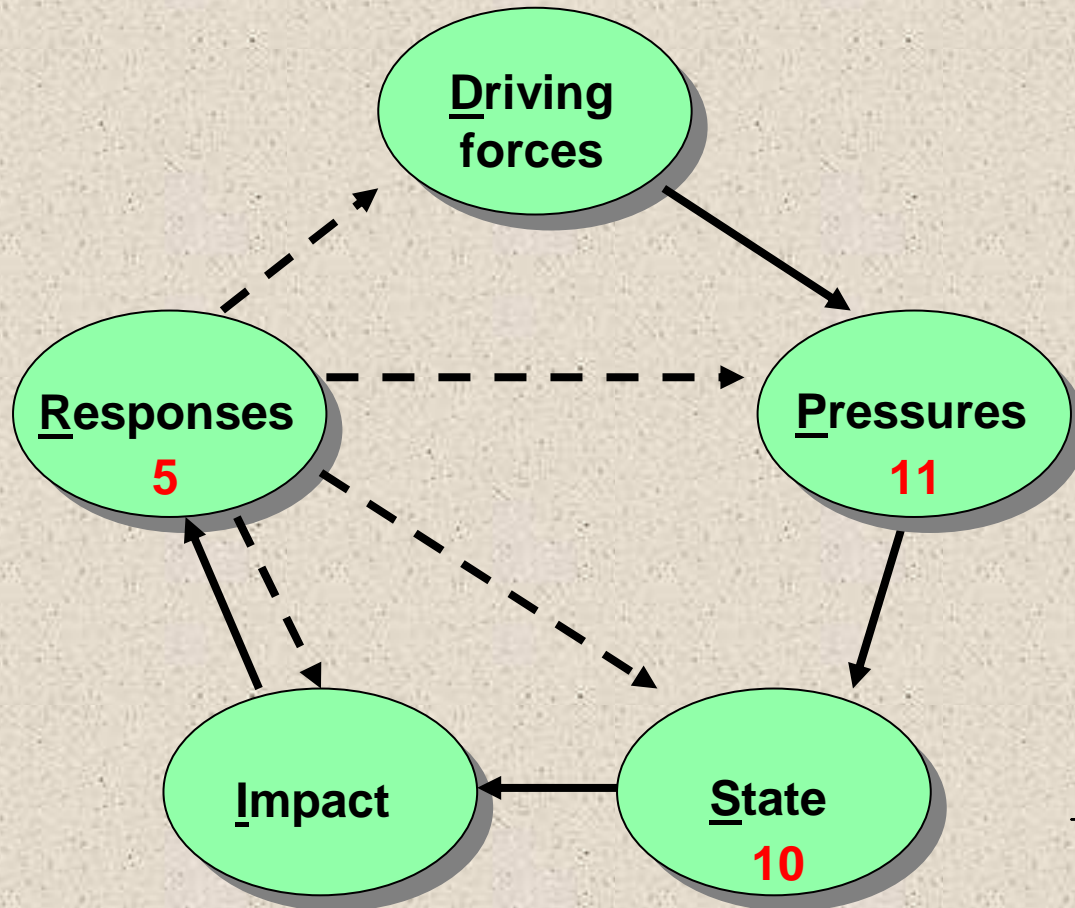 Driving
forces
Responses
5
Pressures
11
Impact
State
10